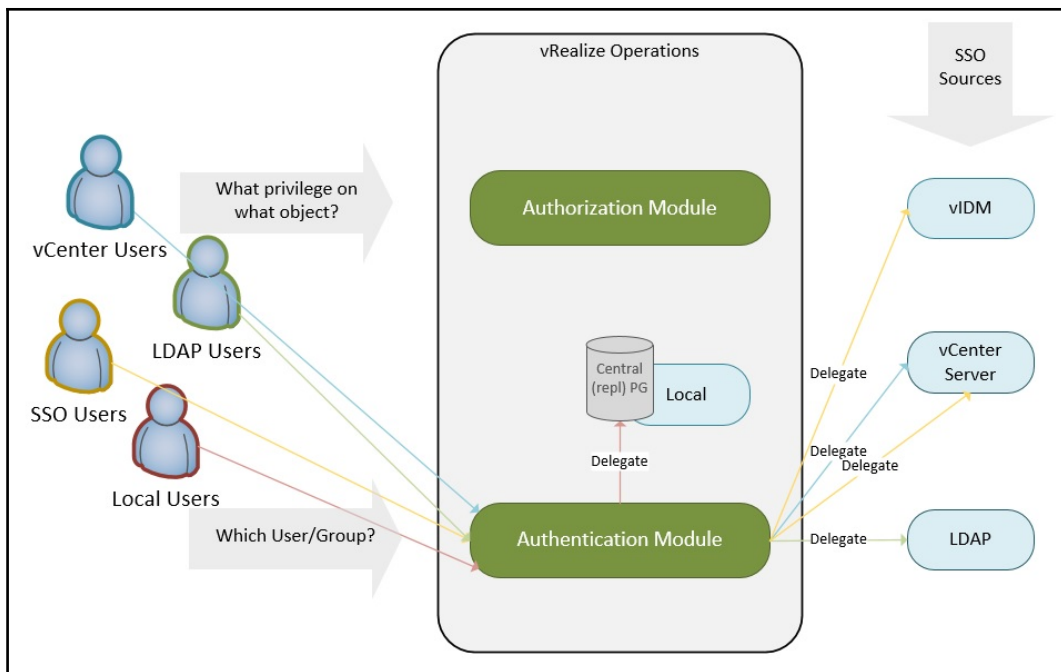 vRealize Operations
SSO
Sources
What privilege on
what object?
Authorization Module
vIDM
vCenter Users
LDAP Users
Central
(repl) PG
Local
vCenter
Server
Delegate
SSO Users
Delegate
Delegate
Delegate
Local Users
Which User/Group?
Authentication Module
Delegate
LDAP